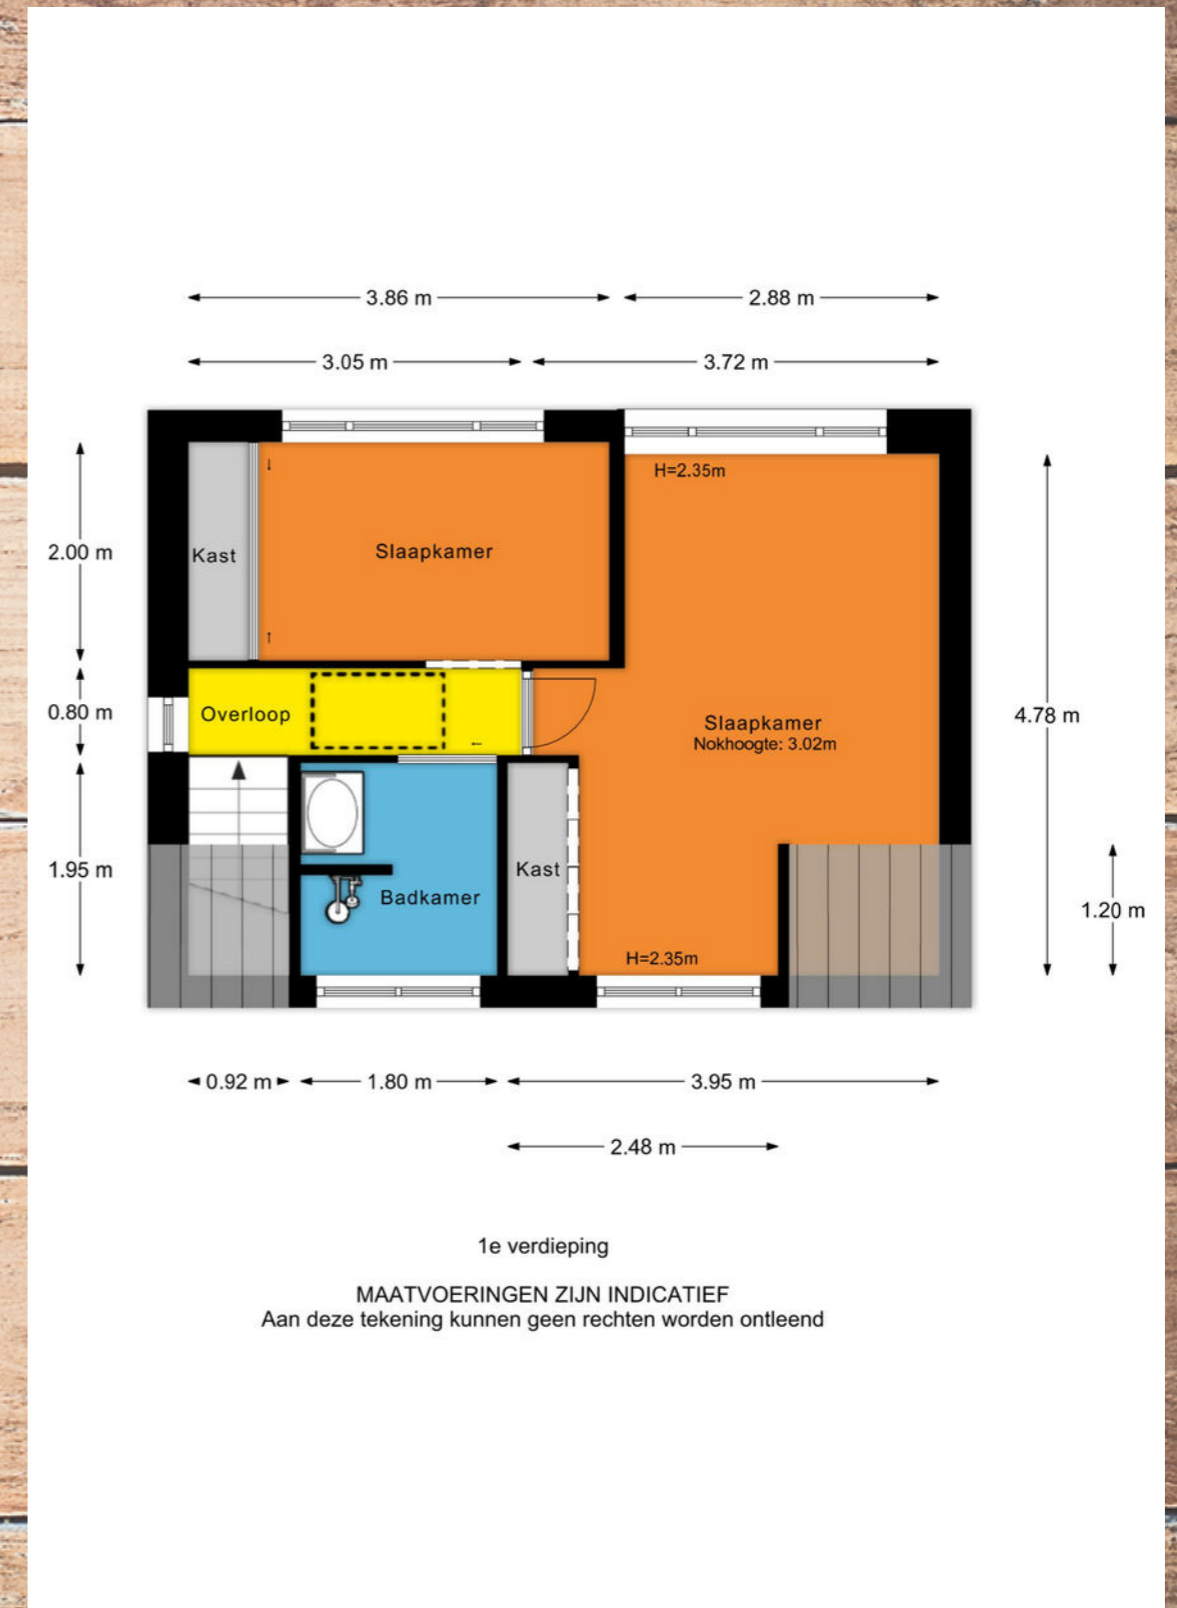 3.86 m
2.88 m
3.05 m
3.72 m
H=2.35m
2.00 m
Kast
Slaapkamer
0.80 m
Overloop
Slaapkamer
Nokhoogte: 3.02m
4.78 m
1.95 m
Kast
Badkamer
1.20 m
H=2.35m
0.92 m
1.80 m
3.95 m
2.48 m
1e verdieping
MAATVOERINGEN ZIJN INDICATIEF
Aan deze tekening kunnen geen rechten worden ontleend